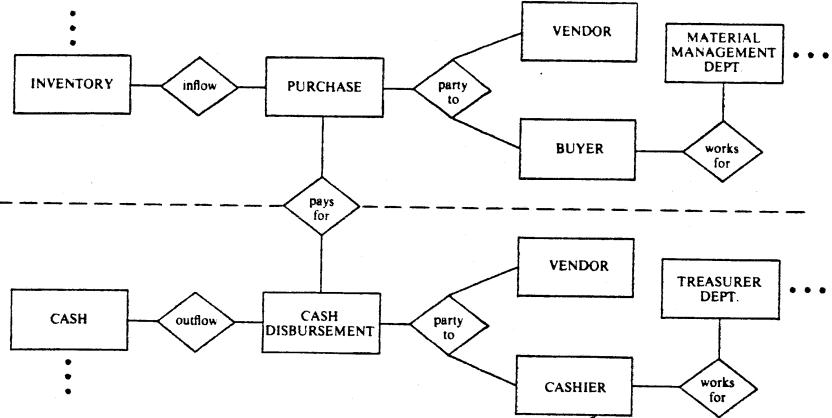 VENDOR
MATERIAL
MANAGEMENT
DEPT.
INVENTORY
inflow
PURCHASE
party
to
BUYER
works
for
pays
for
VENDOR
TREASURER
DEPT.
CASH
outflow
CASH
DISBURSEMENT
party
to
CASHIER
works
for